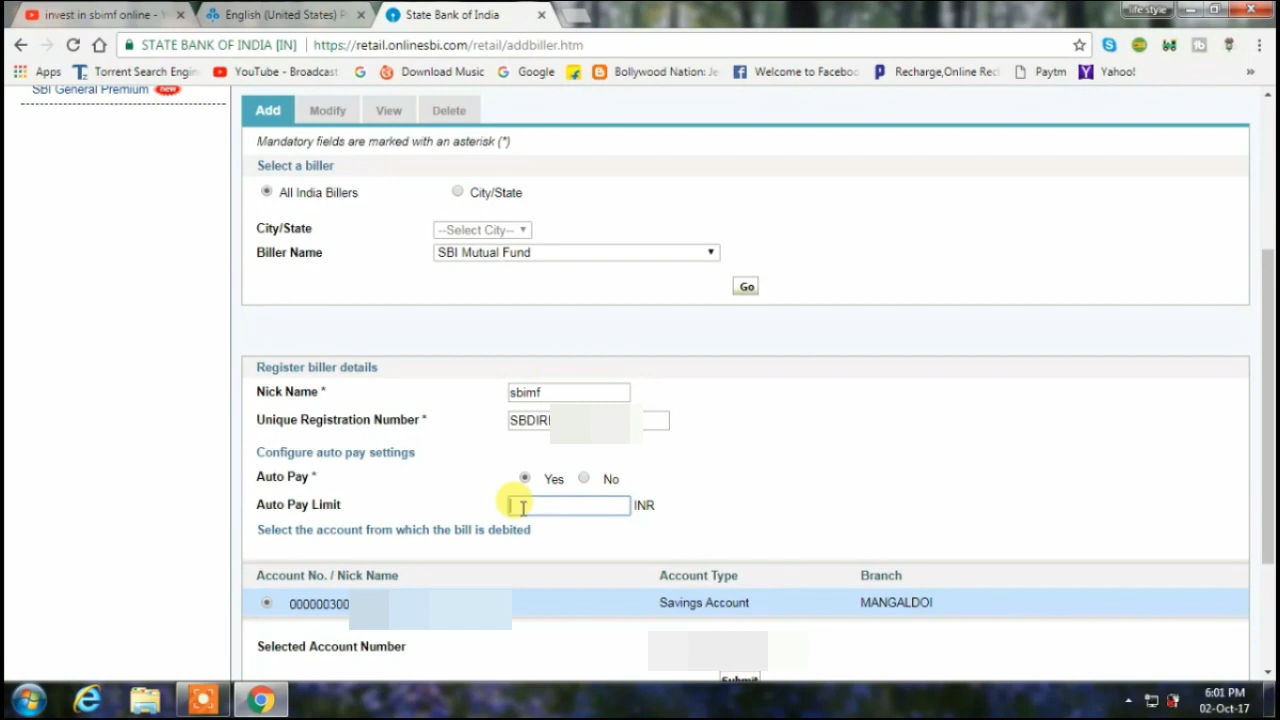 invest in sbimf online - Y
English (United States) P
State Bank of India
life style
STATE BANK OF INDIA [IN] https://retail.onlinesbi.com/retail/addbiller.htm
Apps Torrent Search Engin YouTube - Broadcast Download Music Google Bollywood Nation: Je Welcome to Faceboo Recharge,Online Rec Paytm Yahoo! »
SBI General Premium new
Add Modify View Delete
Mandatory fields are marked with an asterisk (*)
Select a biller
All India Billers City/State
City/State --Select City--
Biller Name SBI Mutual Fund
Go
Register biller details
Nick Name * sbimf
Unique Registration Number * SBDIRI
Configure auto pay settings
Auto Pay * Yes No
Auto Pay Limit INR
Select the account from which the bill is debited
Account No. / Nick Name Account Type Branch
000000300 Savings Account MANGALDOI
Selected Account Number
Submit
6:01 PM
02-Oct-17